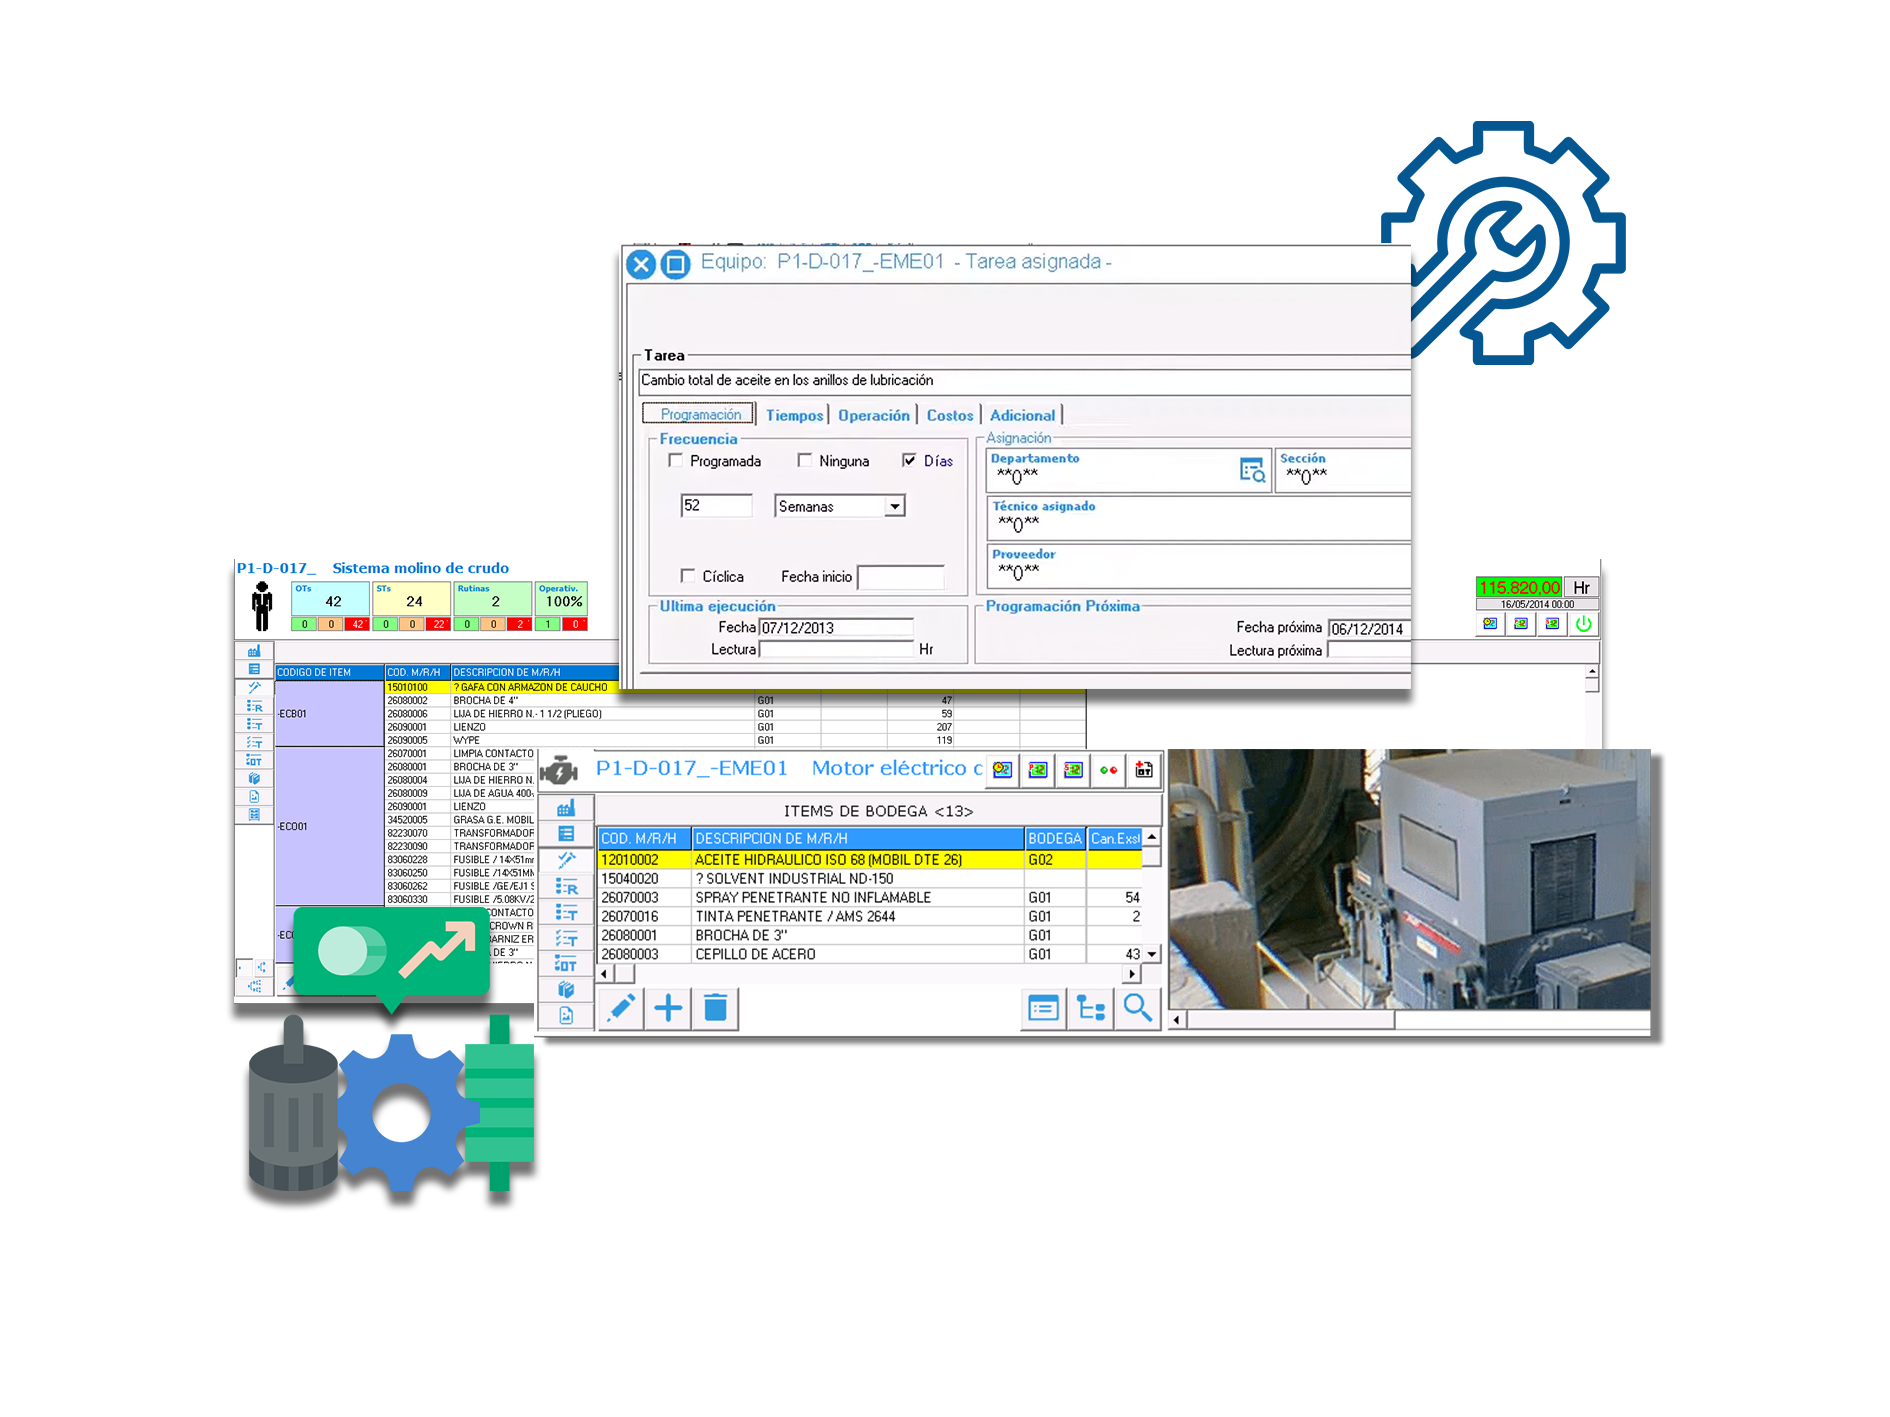 Equipo: P1-D-017_-EME01 - Tarea asignada -
Tarea
Cambio total de aceite en los anillos de lubricación
Programación Tiempos Operación Costos Adicional
Frecuencia
Programada Ninguna Días
52 Semanas
Cíclica Fecha inicio
Ultima ejecución
Fecha 07/12/2013
Lectura Hr
Asignación
Departamento
**0**
Sección
**0**
Técnico asignado
**0**
Proveedor
**0**
Programación Próxima
Fecha próxima 06/12/2014
Lectura próxima
P1-D-017_ Sistema molino de crudo
OTs STs Rutinas Operativ.
42 24 2 100%
0 0 42 0 0 22 0 0 2 1 0
115.820,00 Hr
16/05/2014 00:00
CODIGO DE ITEM COD. M/R/H DESCRIPCION DE M/R/H
15010100 ? GAFA CON ARMAZON DE CAUCHO
26080002 BROCHA DE 4" G01 47
-ECB01 26080006 LIJA DE HIERRO N.- 1 1/2 (PLIEGO) G01 59
26090001 LIENZO G01 207
26090005 WYPE G01 119
26070001 LIMPIA CONTACTO
26080001 BROCHA DE 3"
26080004 LIJA DE HIERRO N.
26080009 LIJA DE AGUA 400
26090001 LIENZO
34520005 GRASA G.E. MOBIL
-ECO01 82230070 TRANSFORMADOR
82230090 TRANSFORMADOR
83060228 FUSIBLE / 14X51m
83060250 FUSIBLE /14X51M
83060262 FUSIBLE /GE/EJ1 S
83060330 FUSIBLE /5.08KV/2
CONTACTO
CROWN R
-EC
BARNIZ ER
DE 3"
P1-D-017_-EME01 Motor eléctrico c
ITEMS DE BODEGA <13>
COD. M/R/H DESCRIPCION DE M/R/H BODEGA Can.Exs
12010002 ACEITE HIDRAULICO ISO 68 (MOBIL DTE 26) G02
15040020 ? SOLVENT INDUSTRIAL ND-150
26070003 SPRAY PENETRANTE NO INFLAMABLE G01 54
26070016 TINTA PENETRANTE / AMS 2644 G01 2
26080001 BROCHA DE 3" G01
26080003 CEPILLO DE ACERO G01 43